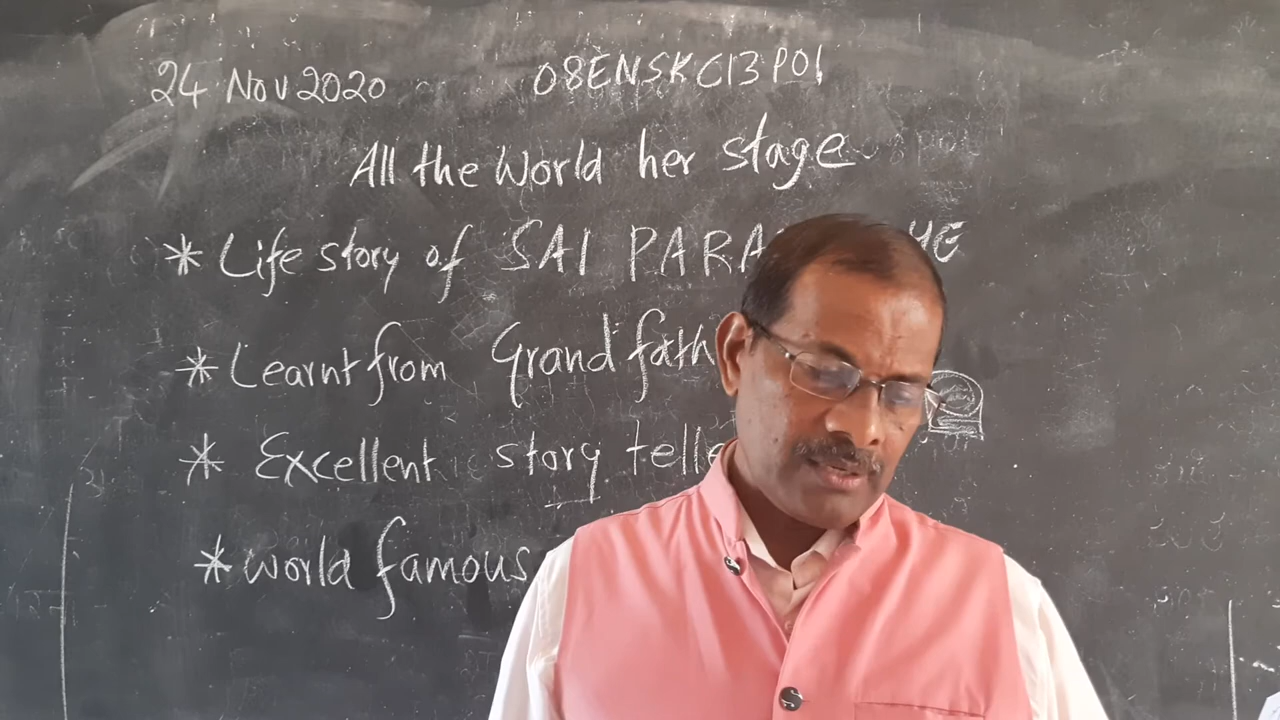 24 Nov 2020 08ENSKC13P01
All the World her stage
* Life story of SAI PARA
* Learnt from Grand fath
* Excellent story telle
* World famous